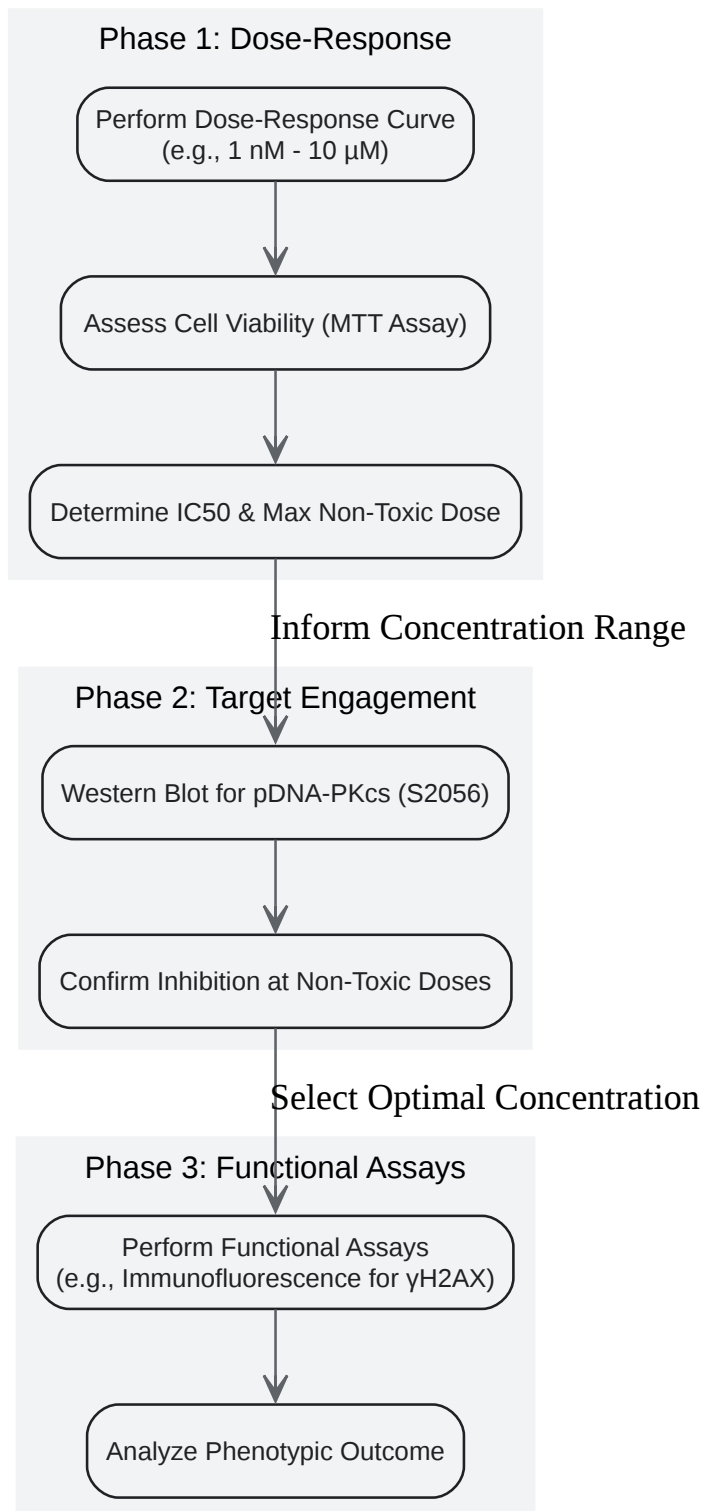 Phase 1: Dose-Response
Perform Dose-Response Curve
(e.g., 1 nM - 10 µM)
Assess Cell Viability (MTT Assay)
Determine IC50 & Max Non-Toxic Dose
Inform Concentration Range
Phase 2: Target Engagement
Western Blot for pDNA-PKcs (S2056)
Confirm Inhibition at Non-Toxic Doses
Select Optimal Concentration
Phase 3: Functional Assays
Perform Functional Assays
(e.g., Immunofluorescence for γH2AX)
Analyze Phenotypic Outcome